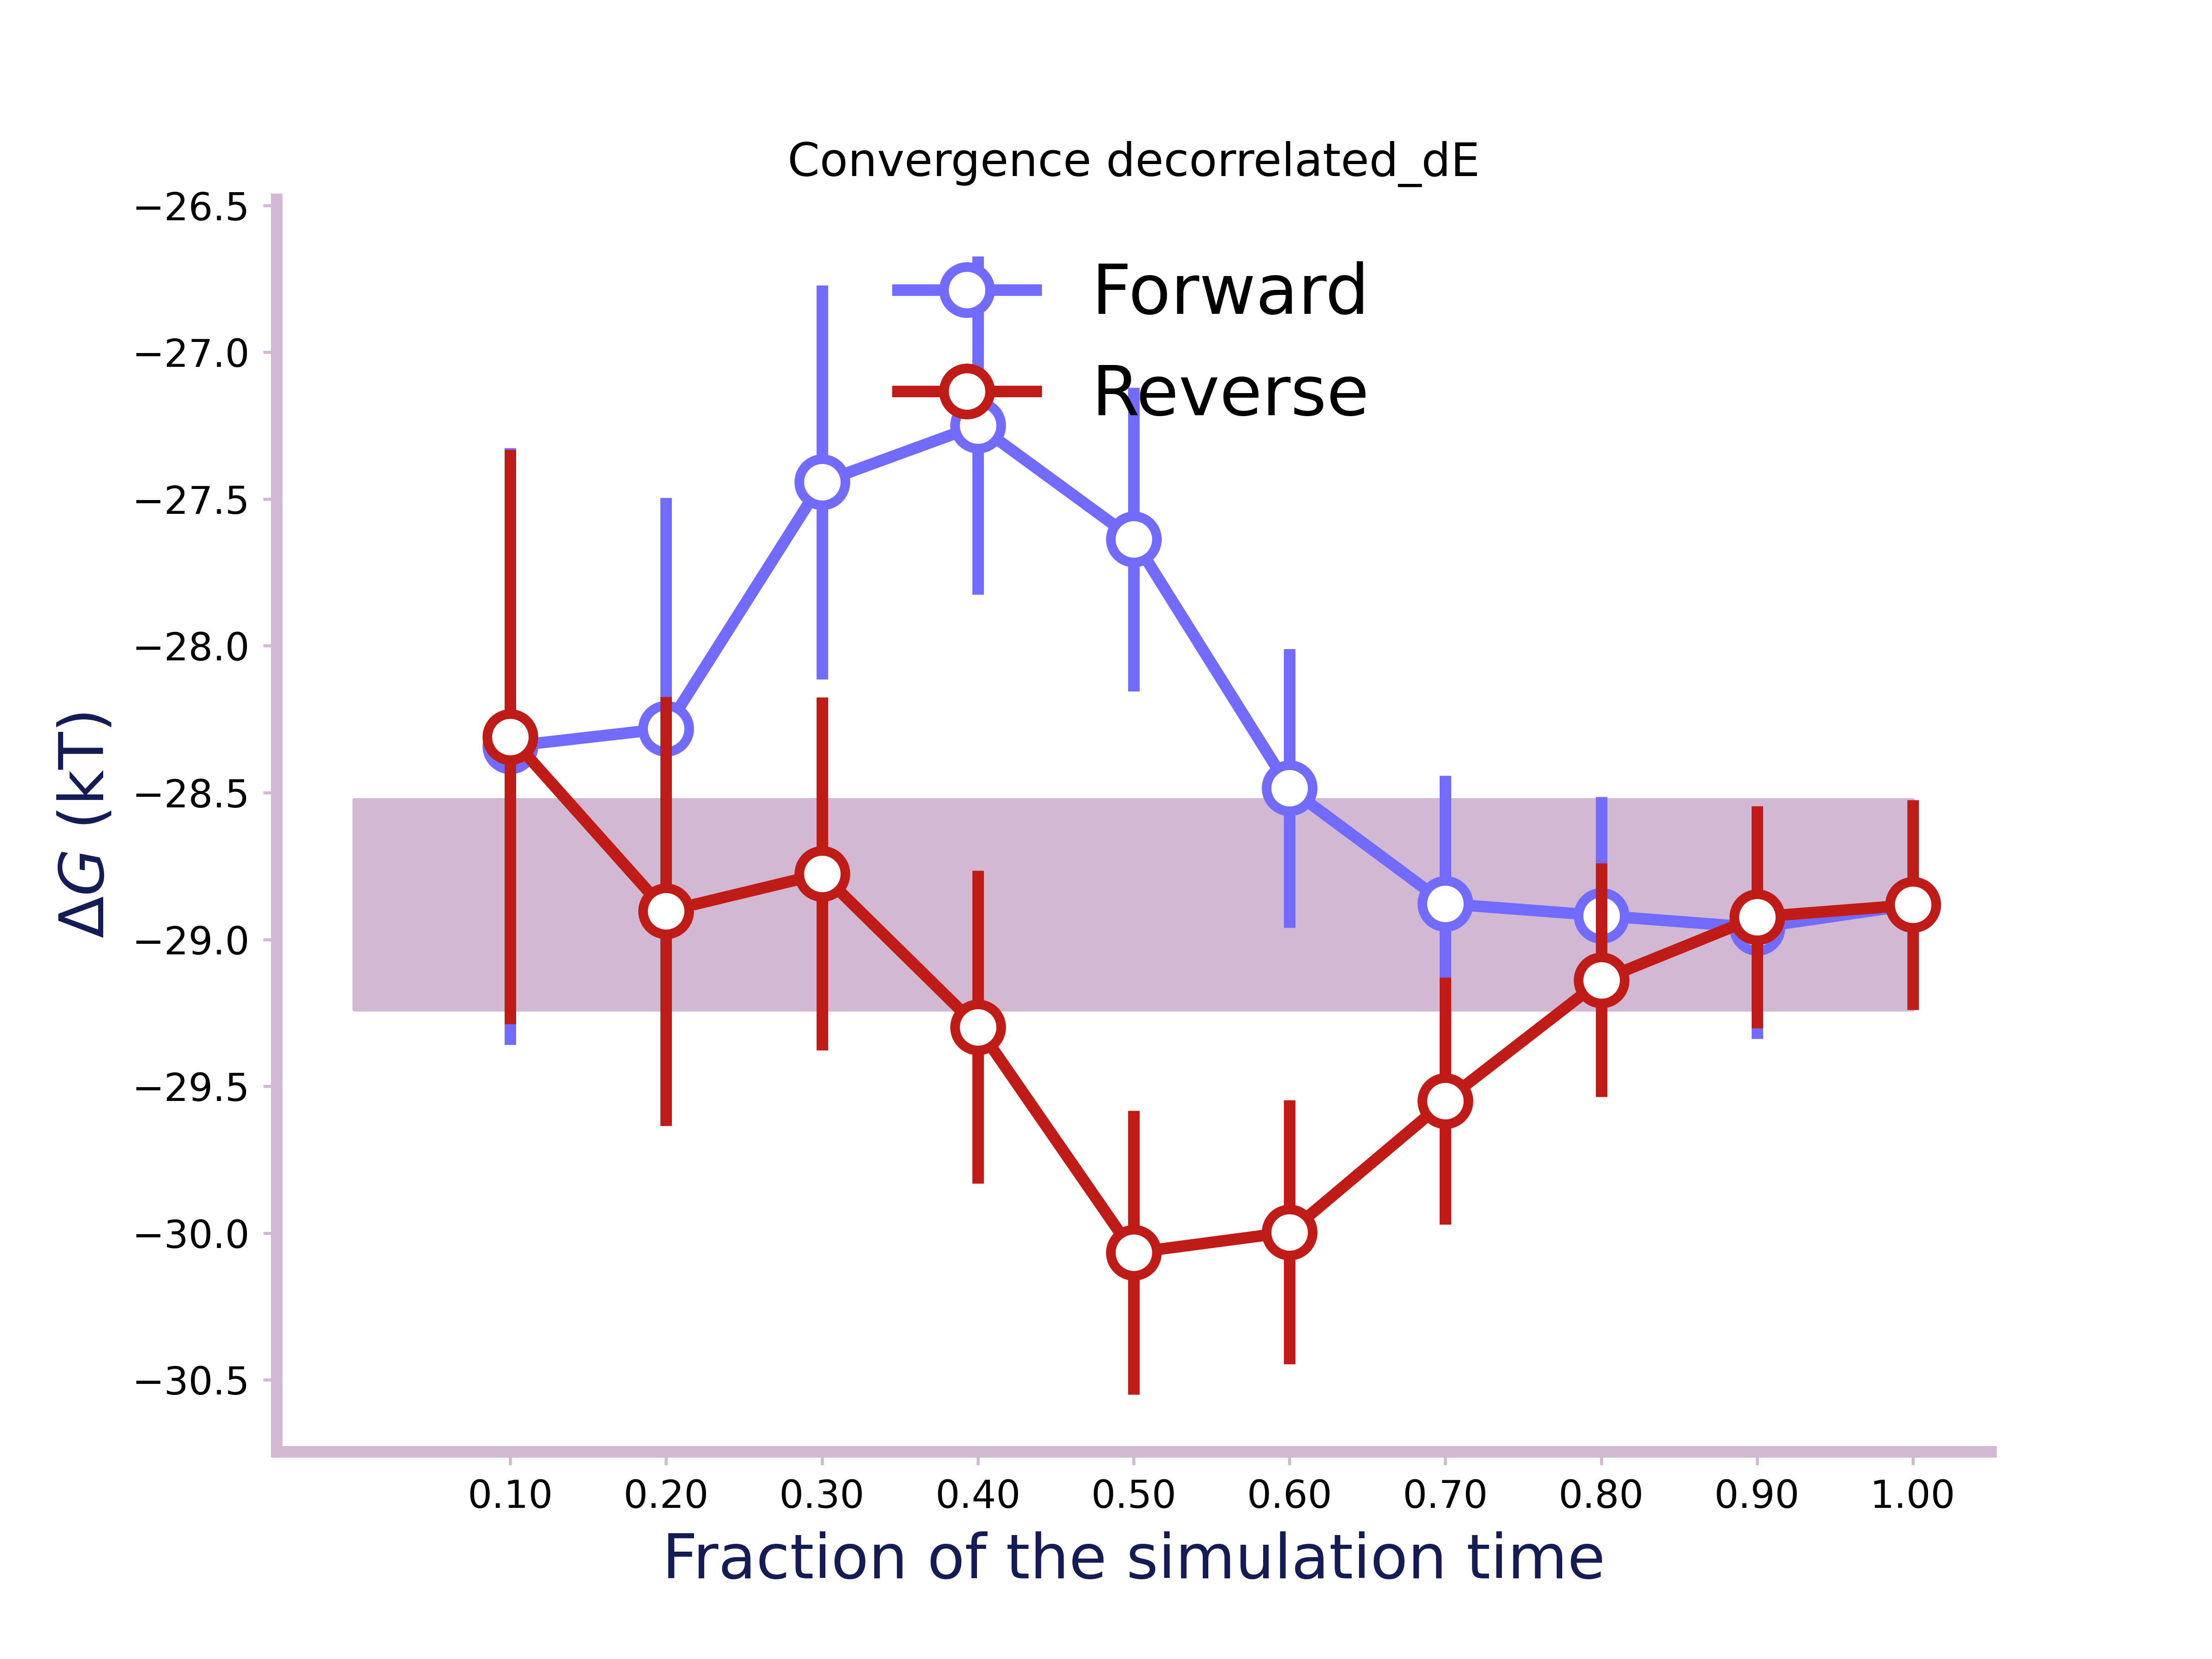 Convergence decorrelated_dE
Forward
Reverse
−26.5
−27.0
−27.5
−28.0
−28.5
−29.0
−29.5
−30.0
−30.5
ΔG (kT)
0.10 0.20 0.30 0.40 0.50 0.60 0.70 0.80 0.90 1.00
Fraction of the simulation time